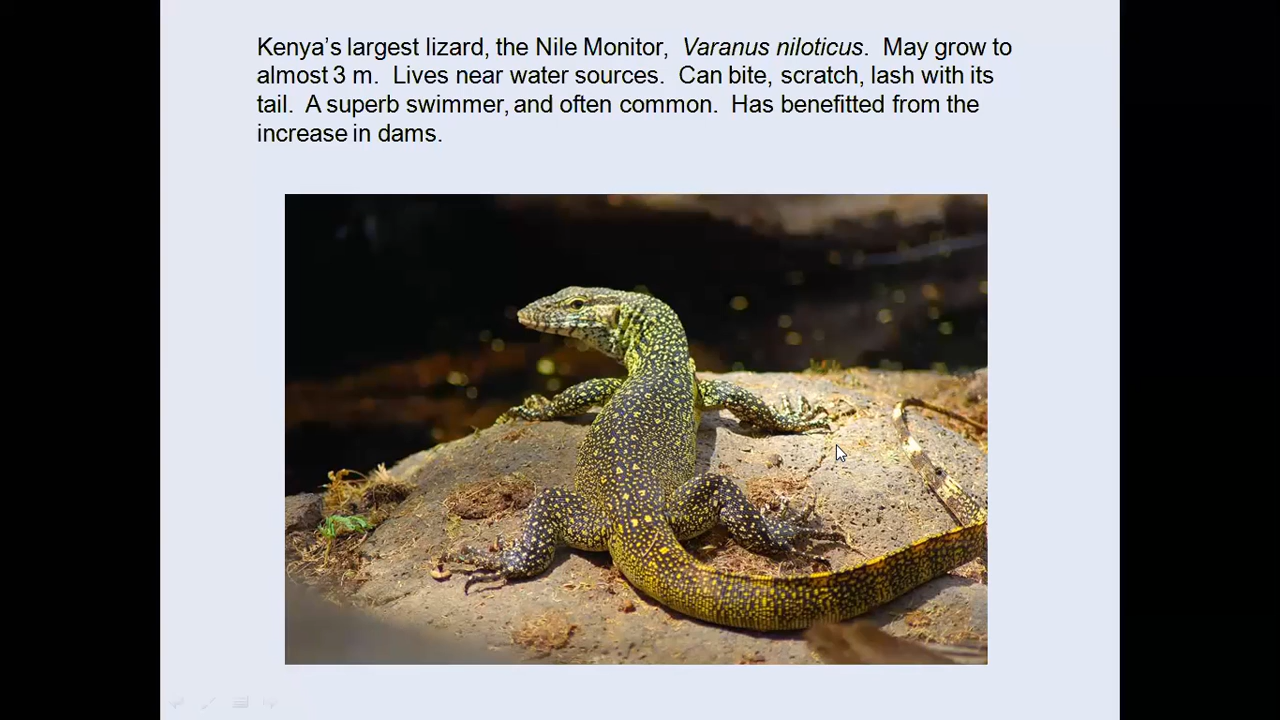 Kenya’s largest lizard, the Nile Monitor, Varanus niloticus. May grow to
almost 3 m. Lives near water sources. Can bite, scratch, lash with its
tail. A superb swimmer, and often common. Has benefitted from the
increase in dams.